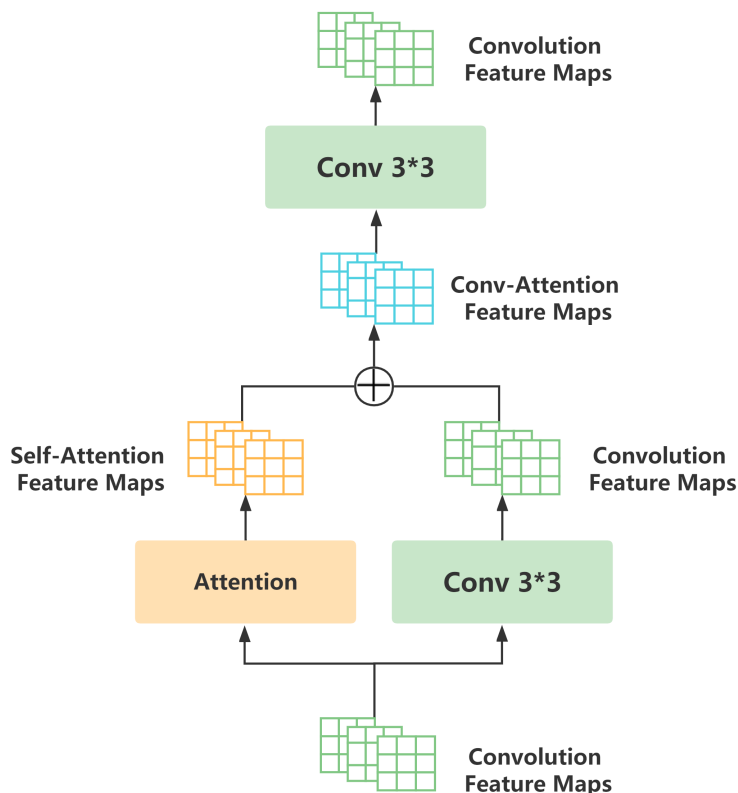 Convolution
Feature Maps
Conv 3*3
Conv-Attention
Feature Maps
Self-Attention
Feature Maps
Convolution
Feature Maps
Attention
Conv 3*3
Convolution
Feature Maps